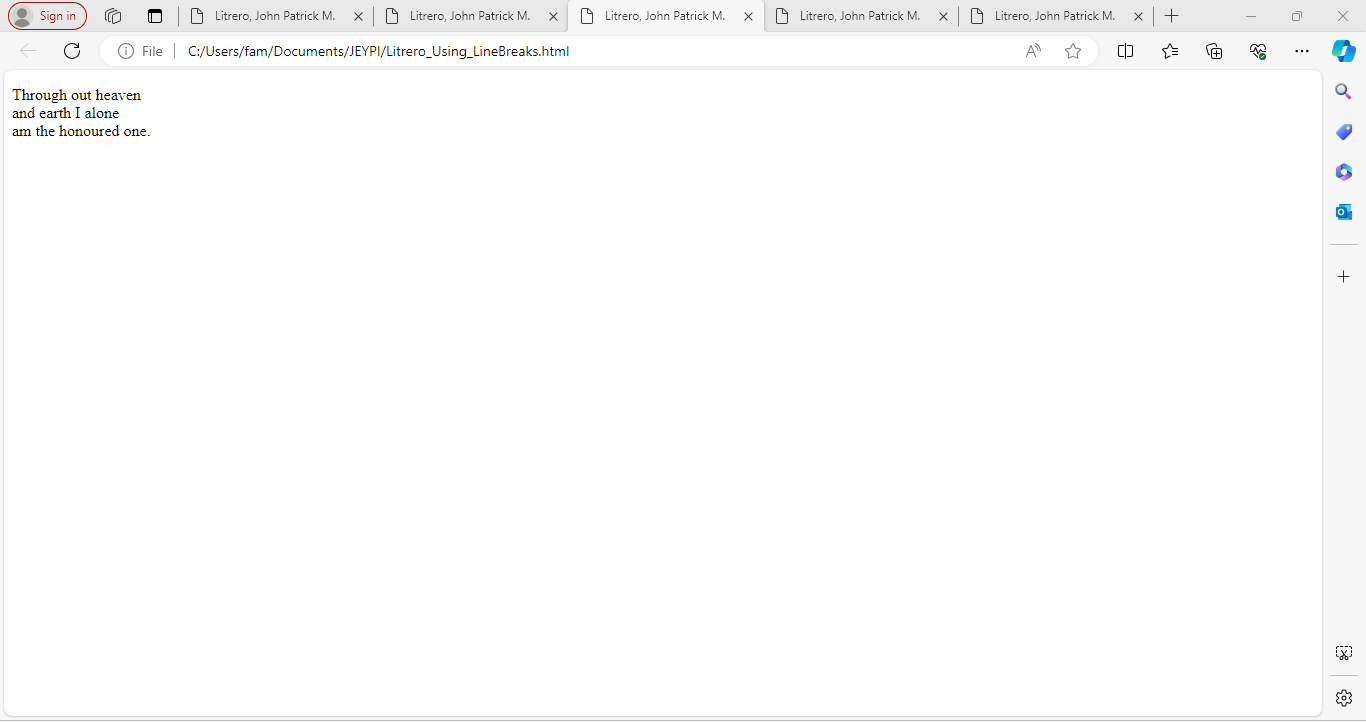 Sign in
Litrero, John Patrick M.
Litrero, John Patrick M.
Litrero, John Patrick M.
Litrero, John Patrick M.
Litrero, John Patrick M.
File
C:/Users/fam/Documents/JEYPI/Litrero_Using_LineBreaks.html
Through out heaven
and earth I alone
am the honoured one.